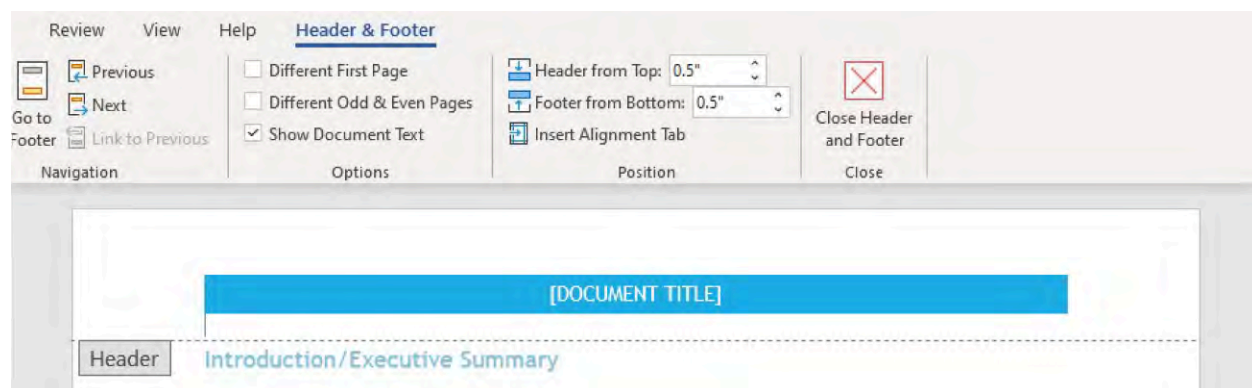 Review View Help Header & Footer
Previous
Next
Go to
Footer
Link to Previous
Navigation
Different First Page
Different Odd & Even Pages
Show Document Text
Options
Header from Top: 0.5"
Footer from Bottom: 0.5"
Insert Alignment Tab
Position
Close Header
and Footer
Close
[DOCUMENT TITLE]
Header
Introduction/Executive Summary